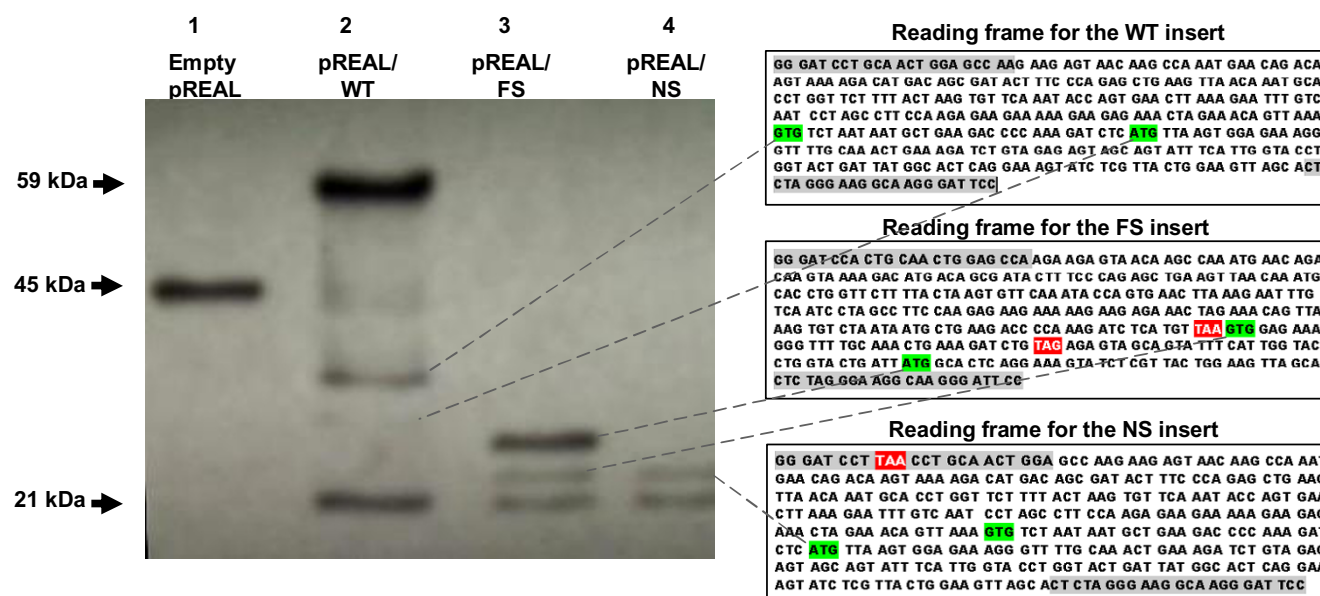 1 2 3 4
Empty pREAL/ pREAL/ pREAL/
pREAL WT FS NS
59 kDa
45 kDa
21 kDa
Reading frame for the WT insert
GG GAT CCT GCA ACT GGA GCC AAG AAG AGT AAC AAG CCA AAT GAA CAG ACA
AGT AAA AGA CAT GAC AGC GAT ACT TTC CCA GAG CTG AAG TTA ACA AAT GCA
CCT GGT TCT TTT ACT AAG TGT TCA AAT ACC AGT GAA CTT AAA GAA TTT GTC
AAT CCT AGC CTT CCA AGA GAA GAA AAA GAA GAG AAA CTA GAA ACA GTT AAA
GTG TCT AAT AAT GCT GAA GAC CCC AAA GAT CTC ATG TTA AGT GGA GAA AGG
GTT TTG CAA ACT GAA AGA TCT GTA GAG AGT AGC AGT ATT TCA TTG GTA CCT
GGT ACT GAT TAT GGC ACT CAG GAA AGT ATC TCG TTA CTG GAA GTT AGC ACT
CTA GGG AAG GCA AGG GAT TCC
Reading frame for the FS insert
GG GAT CCA CTG CAA CTG GAG CCA AGA AGA GTA ACA AGC CAA ATG AAC AGA
CAA GTA AAA GAC ATG ACA GCG ATA CTT TCC CAG AGC TGA AGT TAA CAA ATG
CAC CTG GTT CTT TTA CTA AGT GTT CAA ATA CCA GTG AAC TTA AAG AAT TTG
TCA ATC CTA GCC TTC CAA GAG AAG AAA AAG AAG AGA AAC TAG AAA CAG TTA
AAG TGT CTA ATA ATG CTG AAG ACC CCA AAG ATC TCA TGT TAA GTG GAG AAA
GGG TTT TGC AAA CTG AAA GAT CTG TAG AGA GTA GCA GTA TTT CAT TGG TAC
CTG GTA CTG ATT ATG GCA CTC AGG AAA GTA TCT CGT TAC TGG AAG TTA GCA
CTC TAG GGA AGG CAA GGG ATT CC
Reading frame for the NS insert
GG GAT CCT TAA CCT GCA ACT GGA GCC AAG AAG AGT AAC AAG CCA AAT
GAA CAG ACA AGT AAA AGA CAT GAC AGC GAT ACT TTC CCA GAG CTG AAG
TTA ACA AAT GCA CCT GGT TCT TTT ACT AAG TGT TCA AAT ACC AGT GAA
CTT AAA GAA TTT GTC AAT CCT AGC CTT CCA AGA GAA GAA AAA GAA GAG
AAA CTA GAA ACA GTT AAA GTG TCT AAT AAT GCT GAA GAC CCC AAA GAT
CTC ATG TTA AGT GGA GAA AGG GTT TTG CAA ACT GAA AGA TCT GTA GAG
AGT AGC AGT ATT TCA TTG GTA CCT GGT ACT GAT TAT GGC ACT CAG GAA
AGT ATC TCG TTA CTG GAA GTT AGC ACT CTA GGG AAG GCA AGG GAT TCC